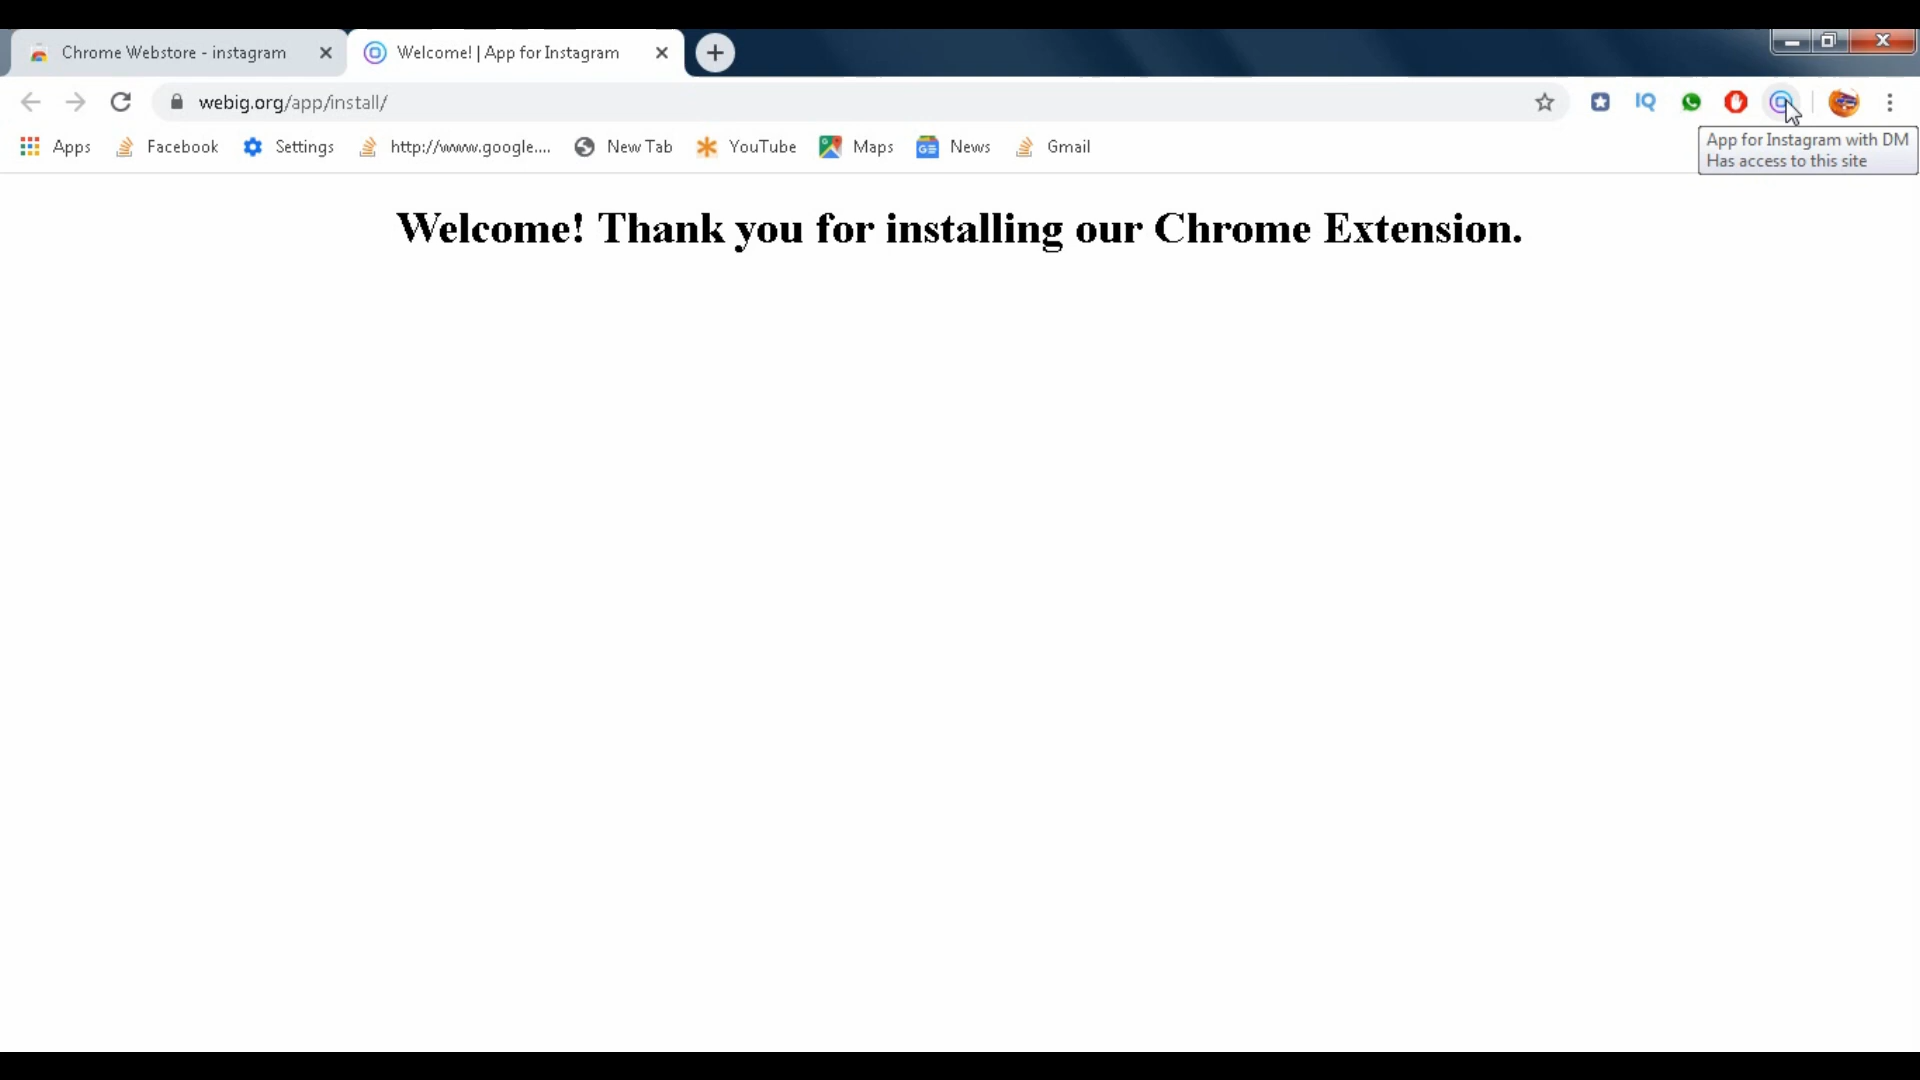 Chrome Webstore - instagram
Welcome! | App for Instagram
webig.org/app/install/
IQ
App for Instagram with DM
Has access to this site
Apps
Facebook
Settings
http://www.google....
New Tab
YouTube
Maps
News
Gmail
Welcome! Thank you for installing our Chrome Extension.